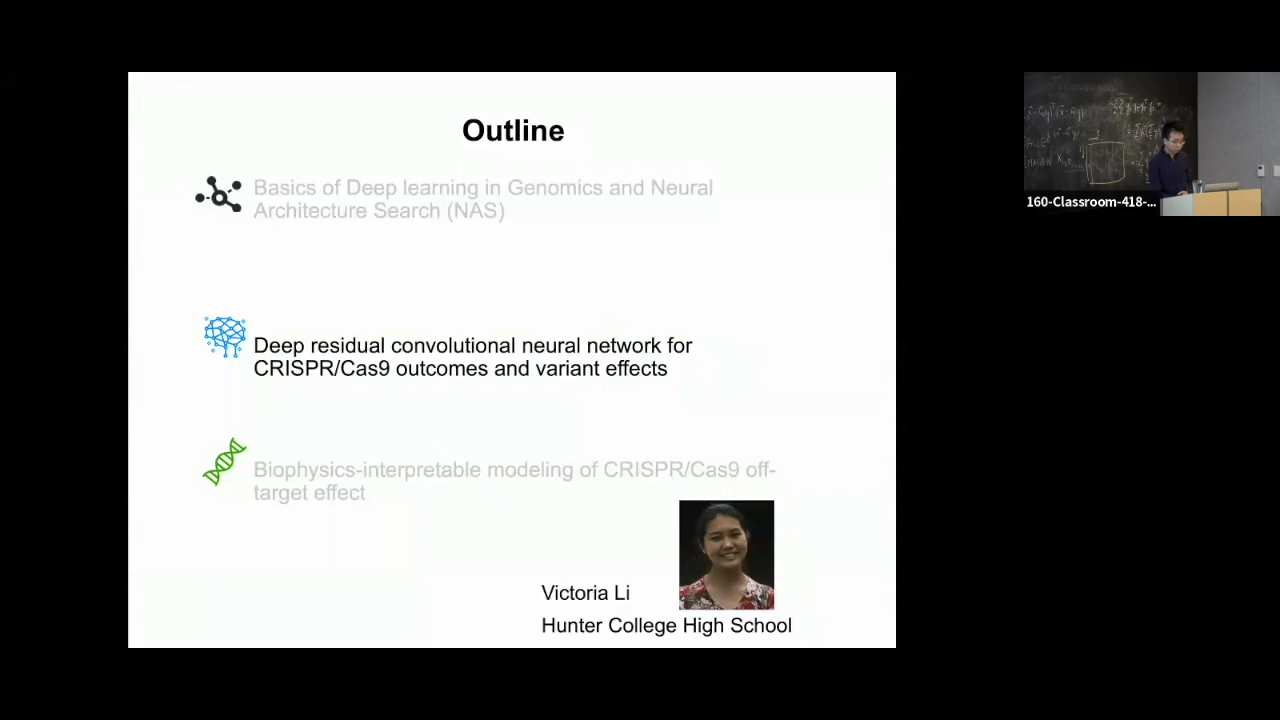 Outline
Basics of Deep learning in Genomics and Neural
Architecture Search (NAS)
Deep residual convolutional neural network for
CRISPR/Cas9 outcomes and variant effects
Biophysics-interpretable modeling of CRISPR/Cas9 off-
target effect
Victoria Li
Hunter College High School
160-Classroom-418-...